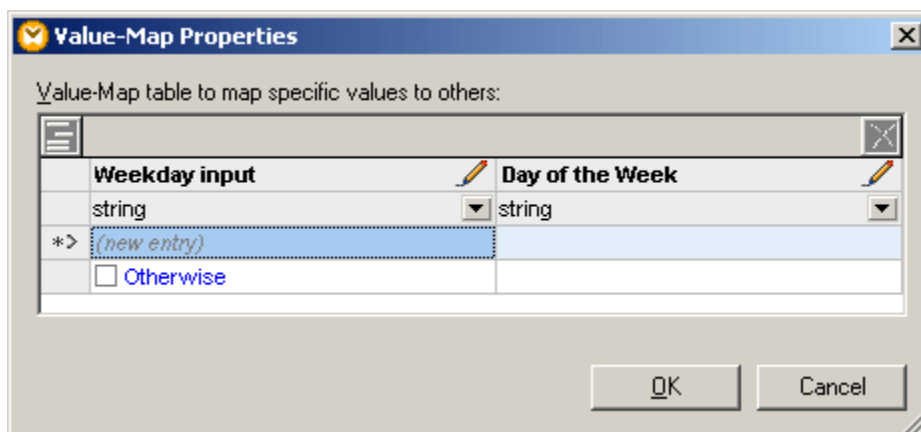 Value-Map Properties
Value-Map table to map specific values to others:
Weekday input Day of the Week
string string
*> (new entry)
Otherwise
OK Cancel